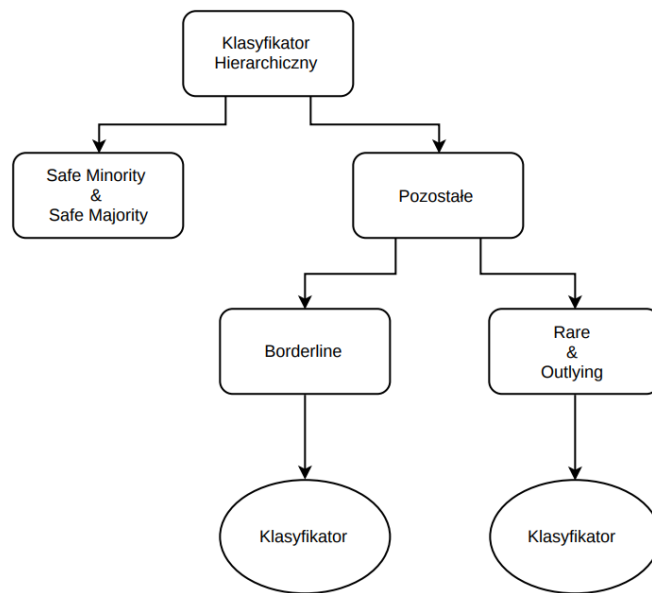 Klasyfikator
Hierarchiczny
Safe Minority
&
Safe Majority
Pozostałe
Borderline
Rare
&
Outlying
Klasyfikator
Klasyfikator